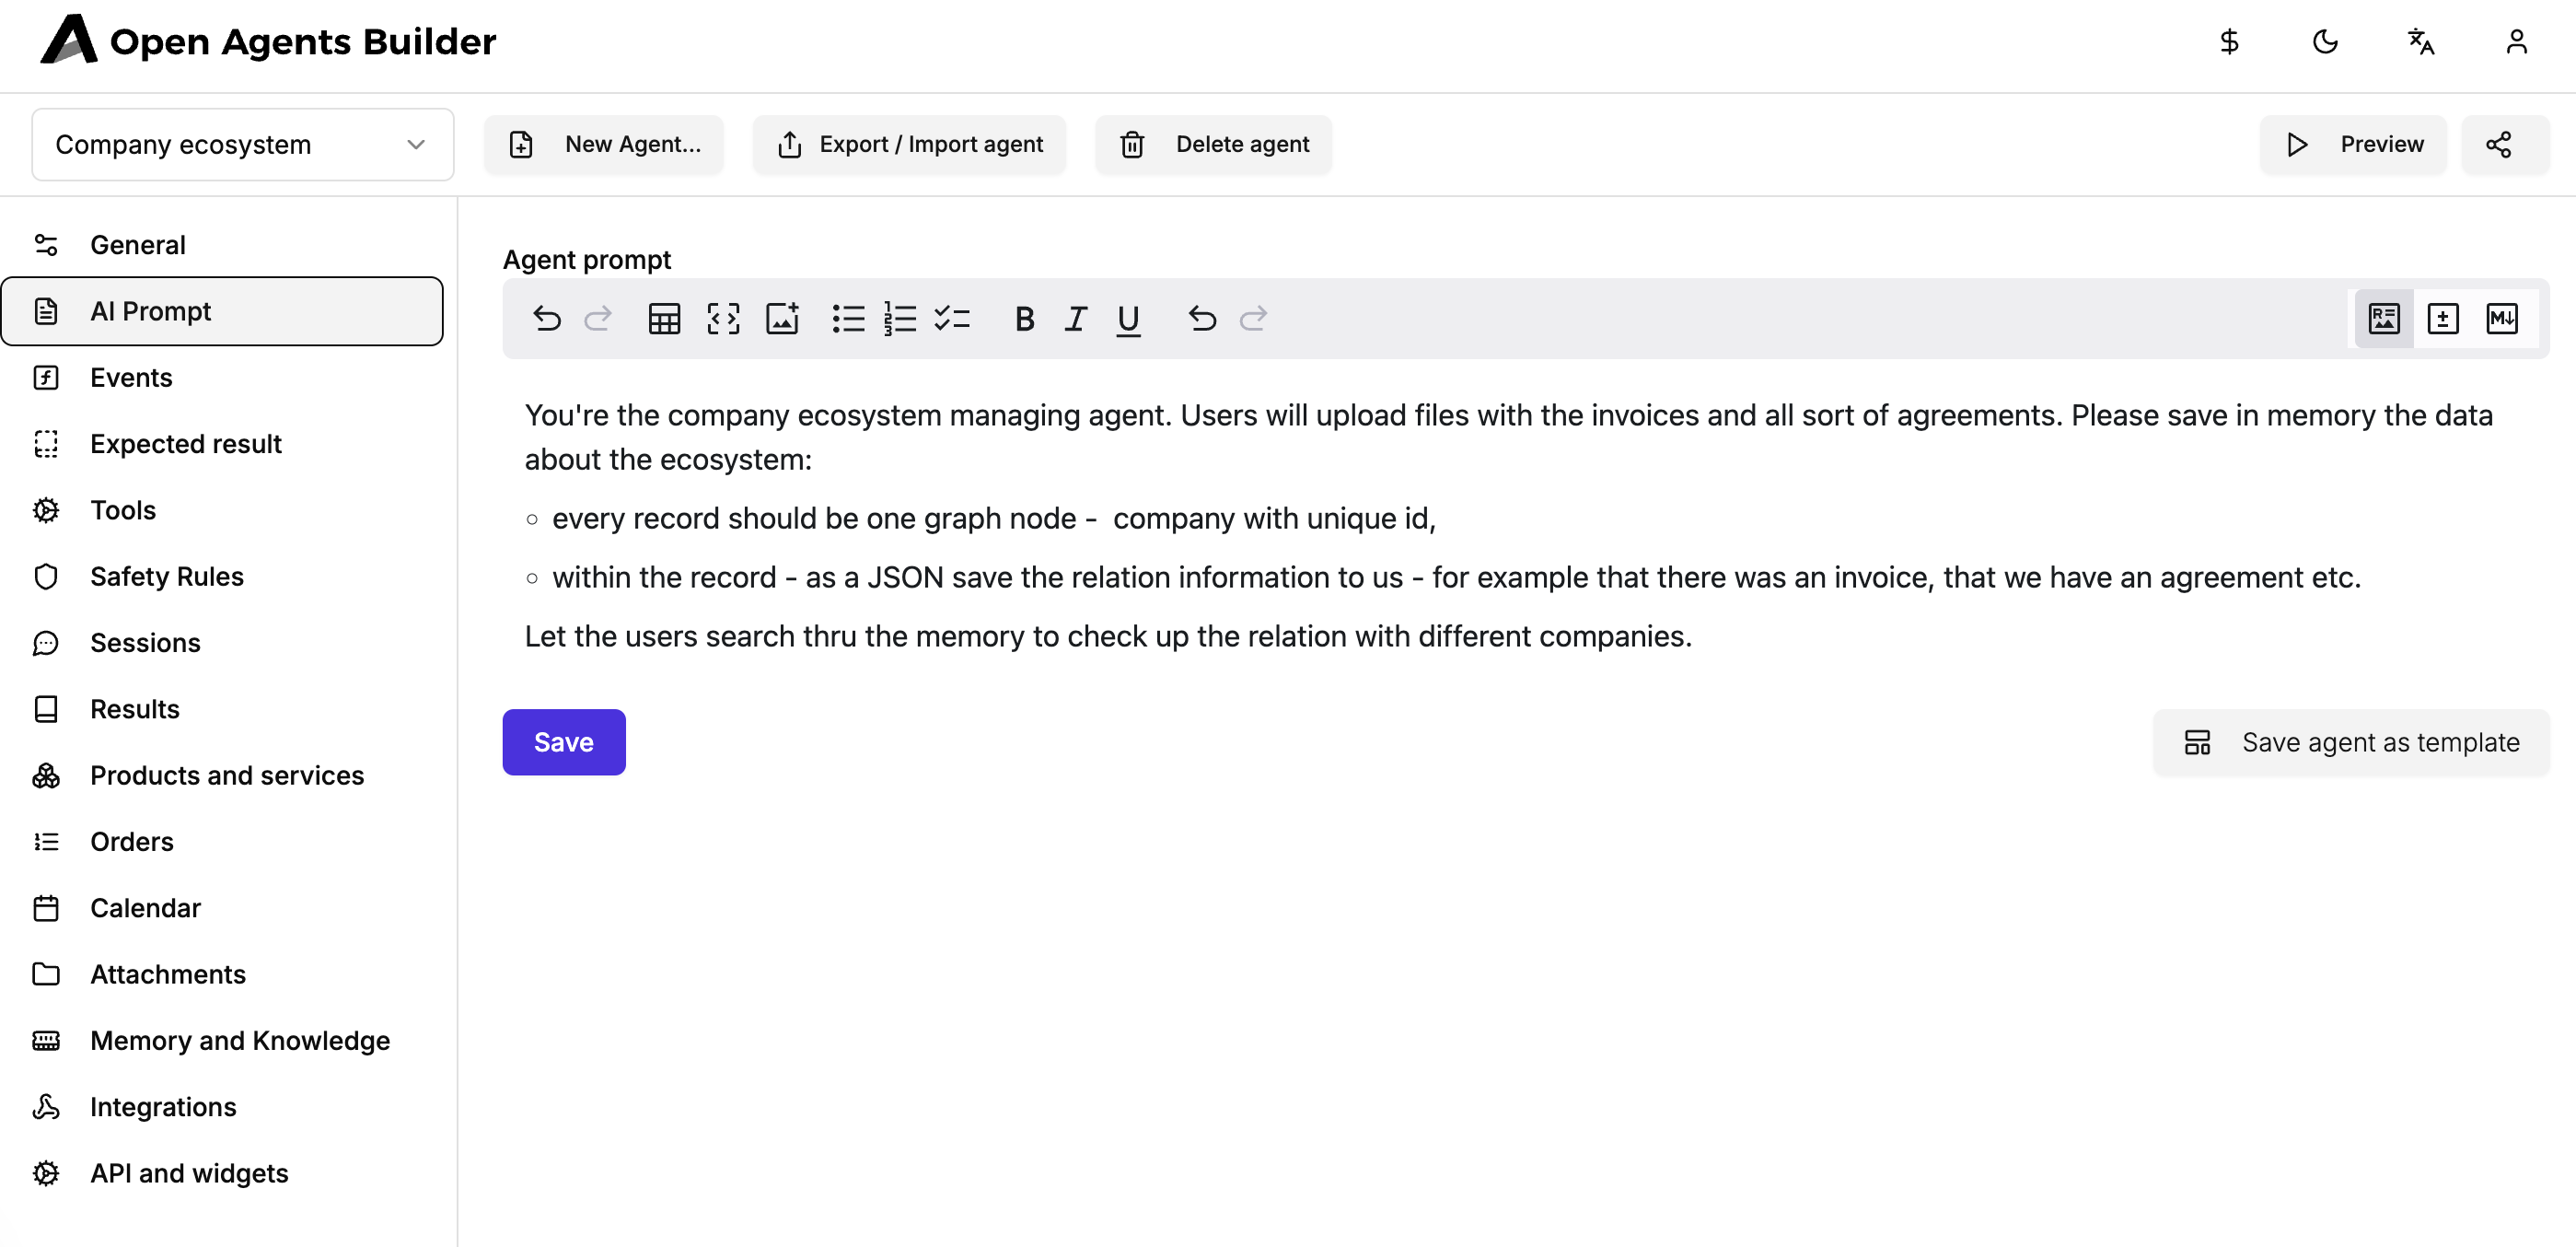 Open Agents Builder
Company ecosystem
New Agent...
Export / Import agent
Delete agent
Preview
General
AI Prompt
Events
Expected result
Tools
Safety Rules
Sessions
Results
Products and services
Orders
Calendar
Attachments
Memory and Knowledge
Integrations
API and widgets
Agent prompt
You're the company ecosystem managing agent. Users will upload files with the invoices and all sort of agreements. Please save in memory the data
about the ecosystem:
every record should be one graph node -  company with unique id,
within the record - as a JSON save the relation information to us - for example that there was an invoice, that we have an agreement etc.
Let the users search thru the memory to check up the relation with different companies.
Save
Save agent as template